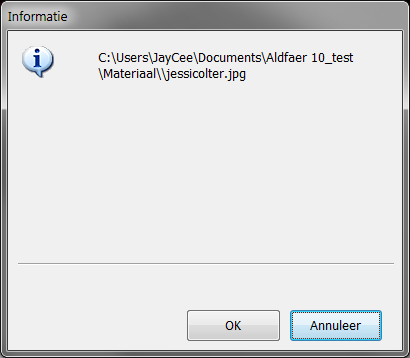 Informatie
C:\Users\JayCee\Documents\Aldfaer 10_test
\Materiaal\\jessicolter.jpg
OK
Annuleer